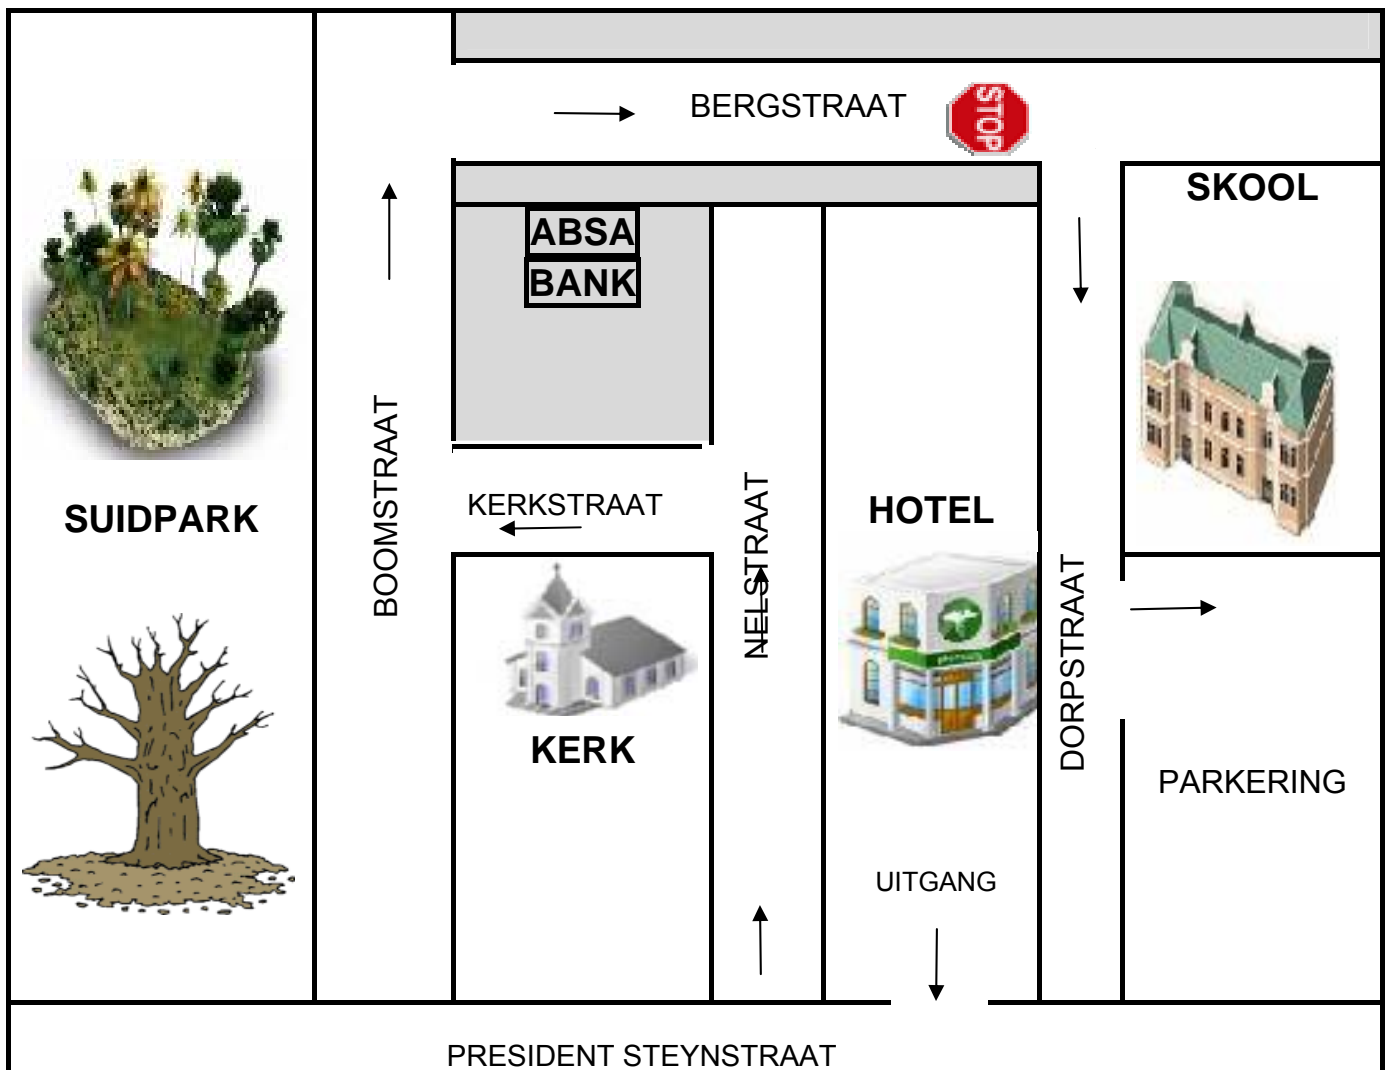 BERGSTRAAT
STOP
SKOOL
ABSA
BANK
BOOMSTRAAT
KERKSTRAAT
NELSTRAAT
HOTEL
SUIDPARK
DORPSTRAAT
KERK
PARKERING
UITGANG
PRESIDENT STEYNSTRAAT